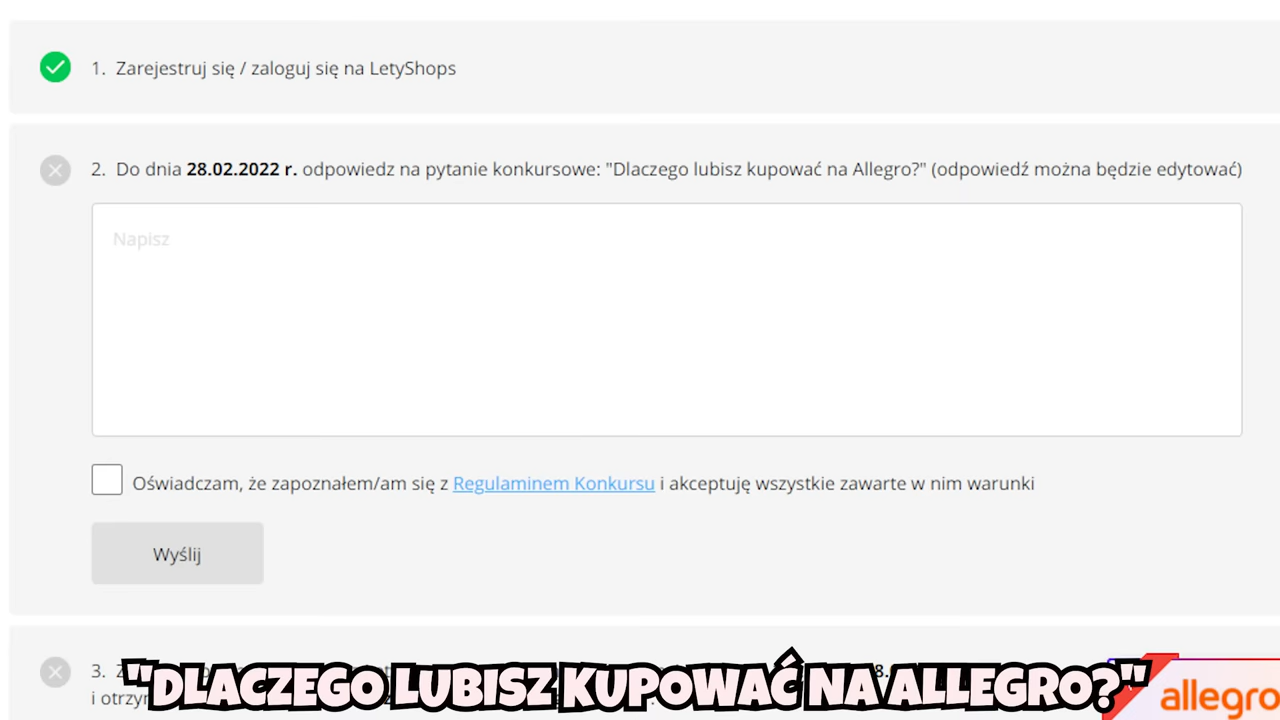 1. Zarejestruj się / zaloguj się na LetyShops
2. Do dnia 28.02.2022 r. odpowiedz na pytanie konkursowe: "Dlaczego lubisz kupować na Allegro?" (odpowiedź można będzie edytować)
Napisz
Oświadczam, że zapoznałem/am się z Regulaminem Konkursu i akceptuję wszystkie zawarte w nim warunki
Wyślij
3.
"DLACZEGO LUBISZ KUPOWAĆ NA ALLEGRO?"
allegro